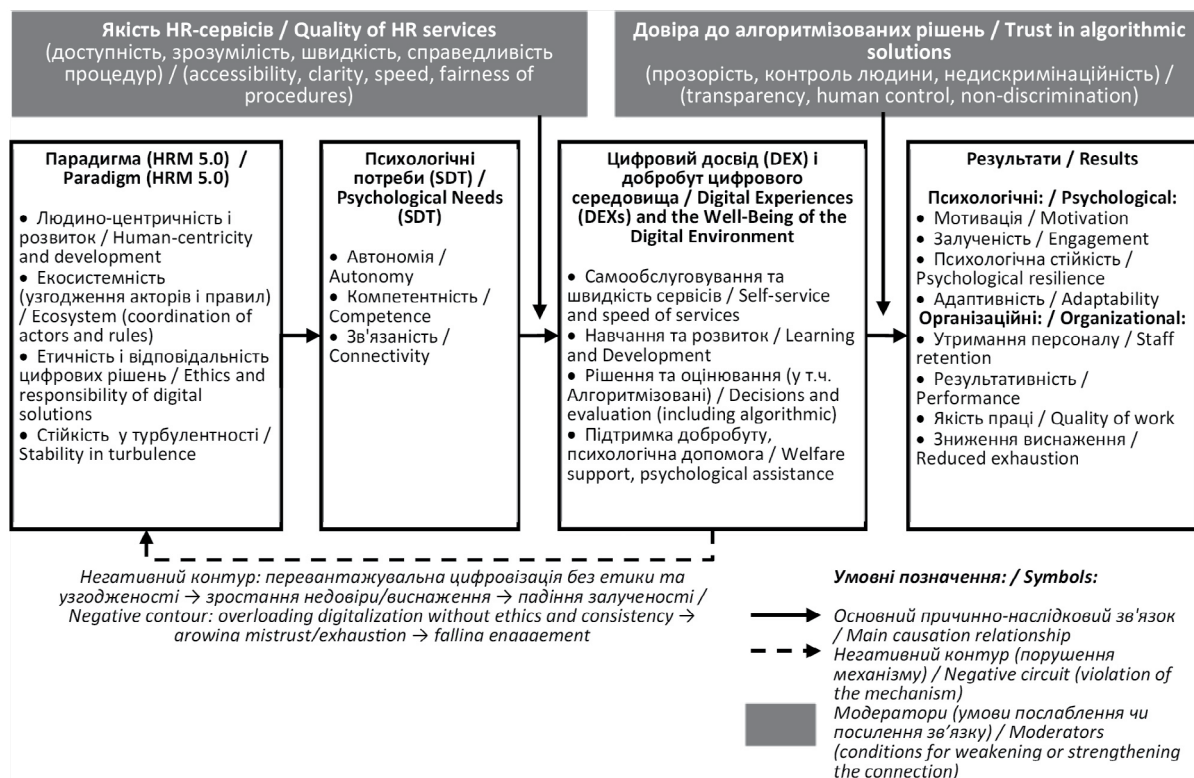 Якість HR-сервісів / Quality of HR services
(доступність, зрозумілість, швидкість, справедливість
процедур) / (accessibility, clarity, speed, fairness of
procedures)
Довіра до алгоритмізованих рішень / Trust in algorithmic
solutions
(прозорість, контроль людини, недискримінаційність) /
(transparency, human control, non-discrimination)
Парадигма (HRM 5.0) /
Paradigm (HRM 5.0)
● Людино-центричність і
розвиток / Human-centricity
and development
● Екосистемність
(узгодження акторів і правил)
/ Ecosystem (coordination of
actors and rules)
● Етичність і відповідальність
цифрових рішень / Ethics and
responsibility of digital
solutions
● Стійкість у турбулентності /
Stability in turbulence
Психологічні
потреби (SDT) /
Psychological Needs
(SDT)
● Автономія /
Autonomy
● Компетентність /
Competence
● Зв'язаність /
Connectivity
Цифровий досвід (DEX) і
добробут цифрового
середовища / Digital Experiences
(DEXs) and the Well-Being of the
Digital Environment
● Самообслуговування та
швидкість сервісів / Self-service
and speed of services
● Навчання та розвиток / Learning
and Development
● Рішення та оцінювання (у т.ч.
Алгоритмізовані) / Decisions and
evaluation (including algorithmic)
● Підтримка добробуту,
психологічна допомога / Welfare
support, psychological assistance
Результати / Results
Психологічні: / Psychological:
● Мотивація / Motivation
● Залученість / Engagement
● Психологічна стійкість /
Psychological resilience
● Адаптивність / Adaptability
Організаційні: / Organizational:
● Утримання персоналу / Staff
retention
● Результативність /
Performance
● Якість праці / Quality of work
● Зниження виснаження /
Reduced exhaustion
Негативний контур: перевантажувальна цифровізація без етики та
узгодженості → зростання недовіри/виснаження → падіння залученості /
Negative contour: overloading digitalization without ethics and consistency →
growing mistrust/exhaustion → falling engagement
Умовні позначення: / Symbols:
Основний причинно-наслідковий зв'язок
/ Main causation relationship
Негативний контур (порушення
механізму) / Negative circuit (violation
of the mechanism)
Модератори (умови послаблення чи
посилення зв’язку) / Moderators
(conditions for weakening or strengthening
the connection)